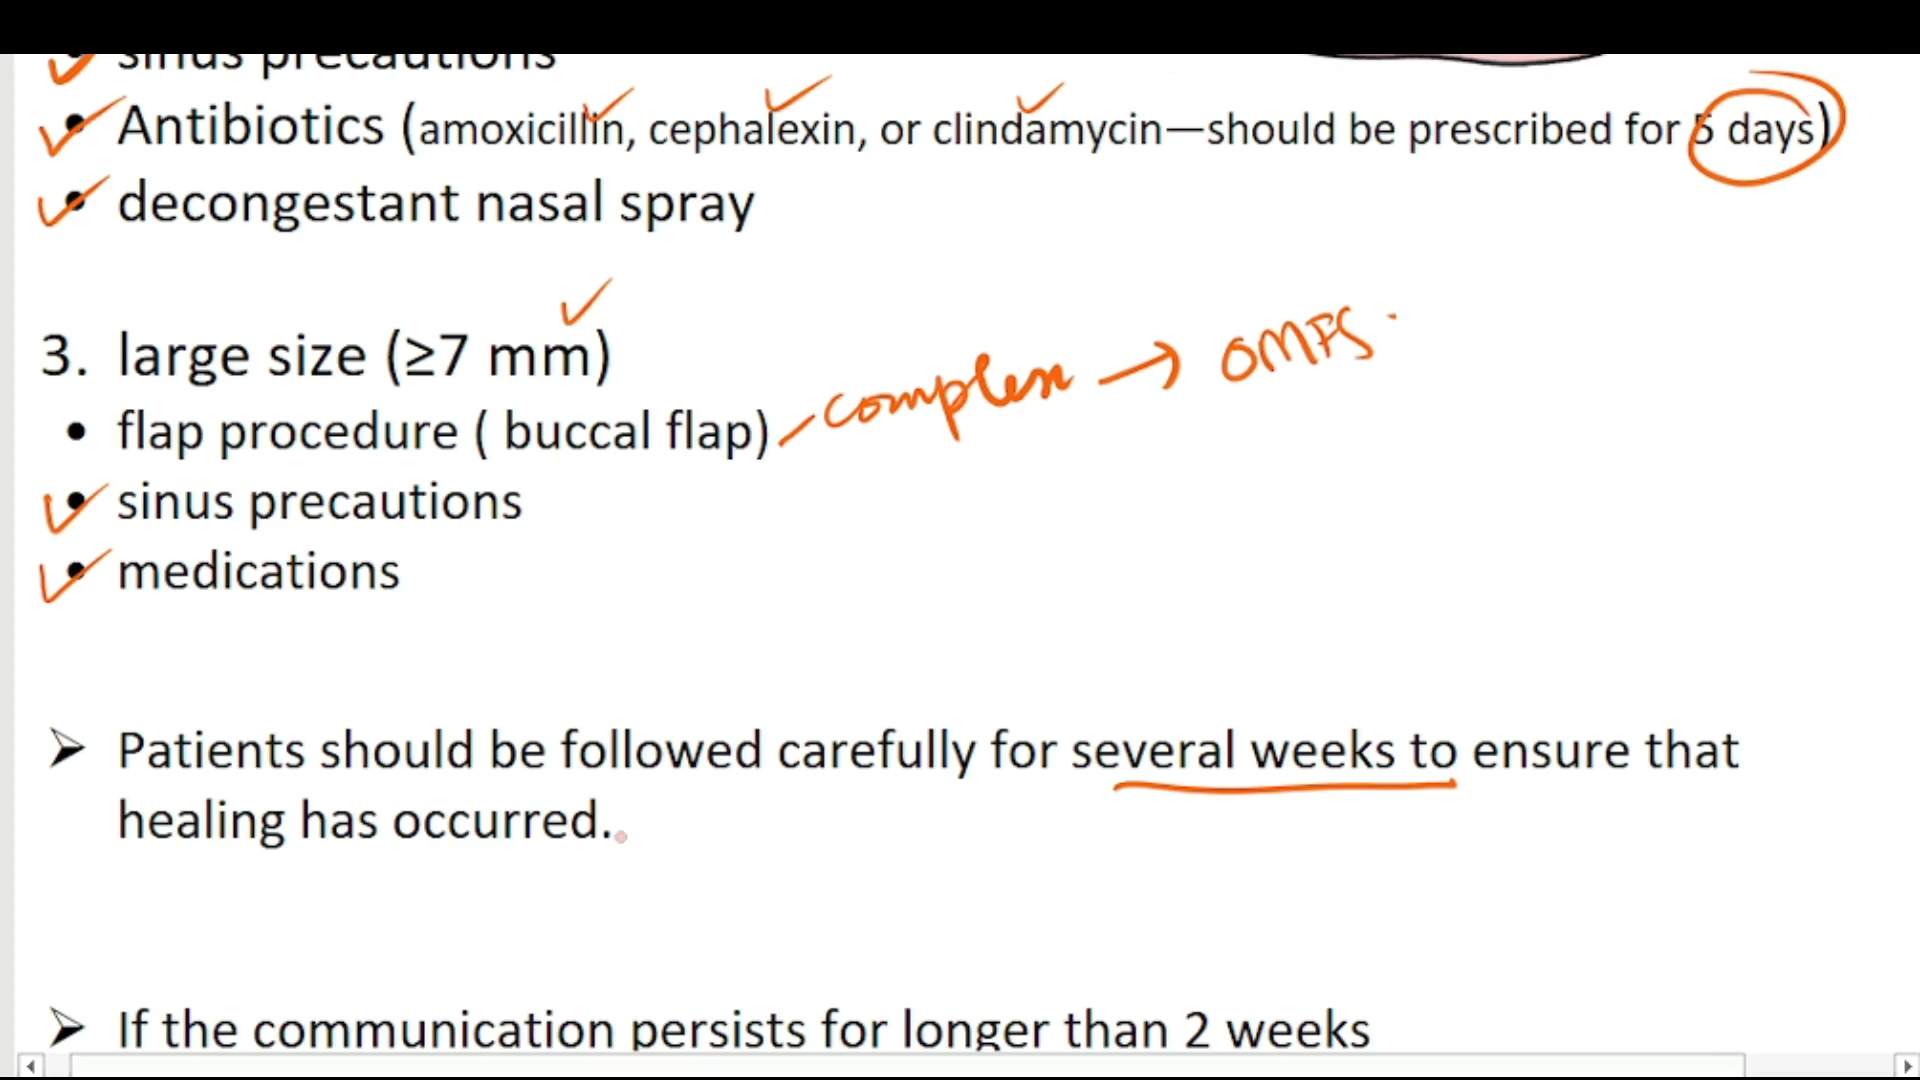 sinus precautions
• Antibiotics (amoxicillin, cephalexin, or clindamycin—should be prescribed for 5 days)
• decongestant nasal spray
3. large size (≥7 mm)
complex → OMFS
• flap procedure ( buccal flap)
• sinus precautions
• medications
➢ Patients should be followed carefully for several weeks to ensure that
healing has occurred.
➢ If the communication persists for longer than 2 weeks